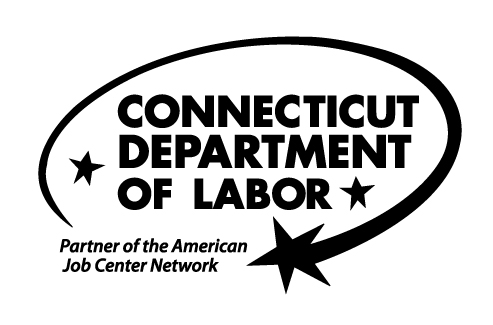 CONNECTICUT
DEPARTMENT
OF LABOR
Partner of the American
Job Center Network